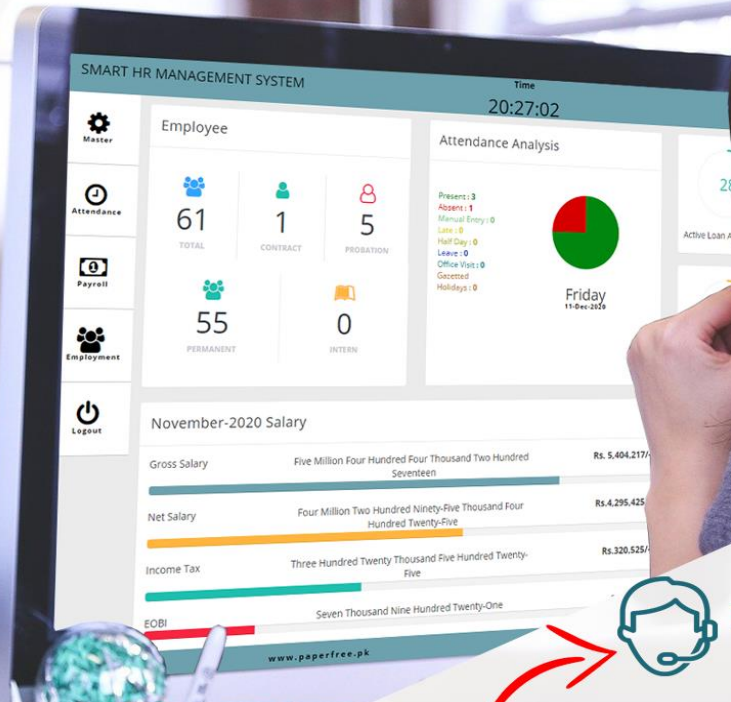 SMART HR MANAGEMENT SYSTEM
Time
20:27:02
Master
Attendance
Payroll
Employment
Logout
Employee
61
TOTAL
1
CONTRACT
5
PROBATION
55
PERMANENT
0
INTERN
Attendance Analysis
Present : 3
Absent : 1
Manual Entry : 0
Late : 0
Half Day : 0
Leave : 0
Office Visit : 0
Gazetted
Holidays : 0
Friday
11-Dec-2020
28
Active Loan A
November-2020 Salary
Gross Salary
Five Million Four Hundred Four Thousand Two Hundred
Seventeen
Rs. 5,404,217/-
Net Salary
Four Million Two Hundred Ninety-Five Thousand Four
Hundred Twenty-Five
Rs.4,295,425
Income Tax
Three Hundred Twenty Thousand Five Hundred Twenty-
Five
Rs.320,525/-
EOBI
Seven Thousand Nine Hundred Twenty-One
www.paperfree.pk